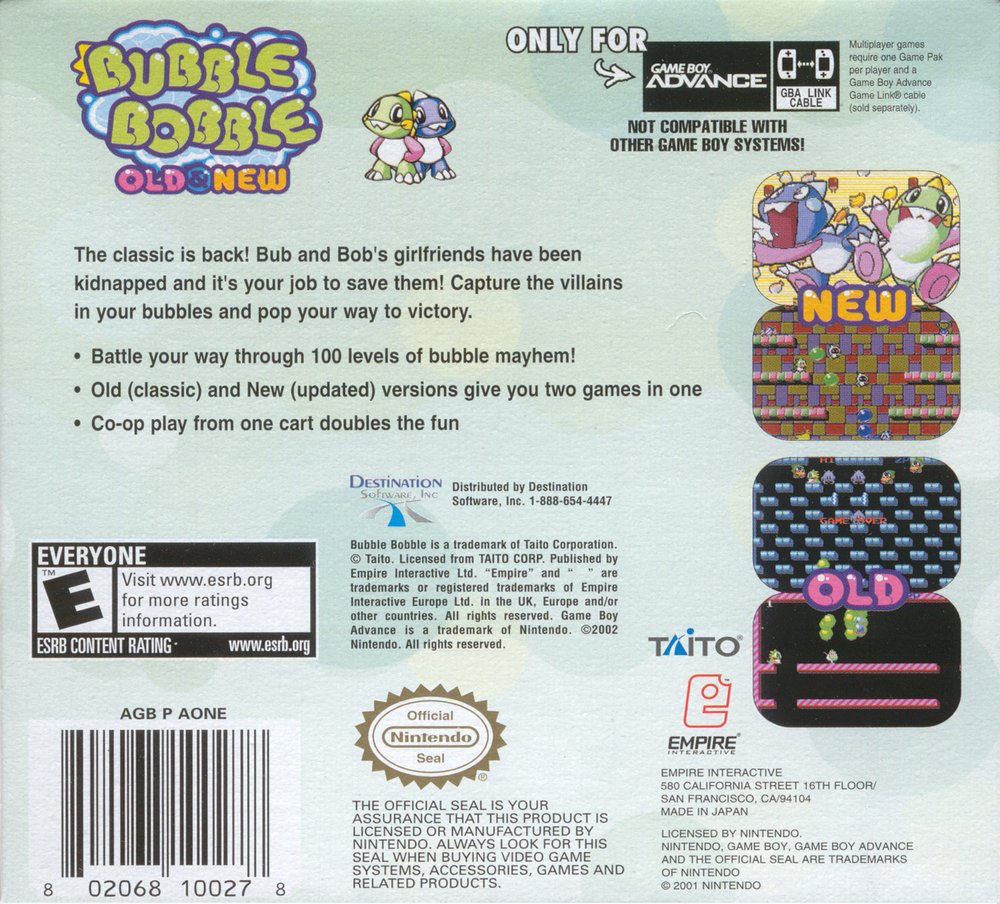 BUBBLE
BOBBLE
OLD & NEW
ONLY FOR
GAME BOY
ADVANCE
GBA LINK
CABLE
Multiplayer games
require one Game Pak
per player and a
Game Boy Advance
Game Link® cable
(sold separately).
NOT COMPATIBLE WITH
OTHER GAME BOY SYSTEMS!
The classic is back! Bub and Bob's girlfriends have been
kidnapped and it's your job to save them! Capture the villains
in your bubbles and pop your way to victory.
• Battle your way through 100 levels of bubble mayhem!
• Old (classic) and New (updated) versions give you two games in one
• Co-op play from one cart doubles the fun
NEW
GAME OVER
OLD
DESTINATION
SOFTWARE, INC
Distributed by Destination
Software, Inc. 1-888-654-4447
Bubble Bobble is a trademark of Taito Corporation.
© Taito. Licensed from TAITO CORP. Published by
Empire Interactive Ltd. “Empire” and “ ” are
trademarks or registered trademarks of Empire
Interactive Europe Ltd. in the UK, Europe and/or
other countries. All rights reserved. Game Boy
Advance is a trademark of Nintendo. ©2002
Nintendo. All rights reserved.
EVERYONE
™
E
Visit www.esrb.org
for more ratings
information.
ESRB CONTENT RATING · www.esrb.org
AGB P AONE
8 02068 10027 8
Official
Nintendo
Seal
®
THE OFFICIAL SEAL IS YOUR
ASSURANCE THAT THIS PRODUCT IS
LICENSED OR MANUFACTURED BY
NINTENDO. ALWAYS LOOK FOR THIS
SEAL WHEN BUYING VIDEO GAME
SYSTEMS, ACCESSORIES, GAMES AND
RELATED PRODUCTS.
TAITO®
e
EMPIRE®
INTERACTIVE
EMPIRE INTERACTIVE
580 CALIFORNIA STREET 16TH FLOOR/
SAN FRANCISCO, CA/94104
MADE IN JAPAN
LICENSED BY NINTENDO.
NINTENDO, GAME BOY, GAME BOY ADVANCE
AND THE OFFICIAL SEAL ARE TRADEMARKS
OF NINTENDO
© 2001 NINTENDO